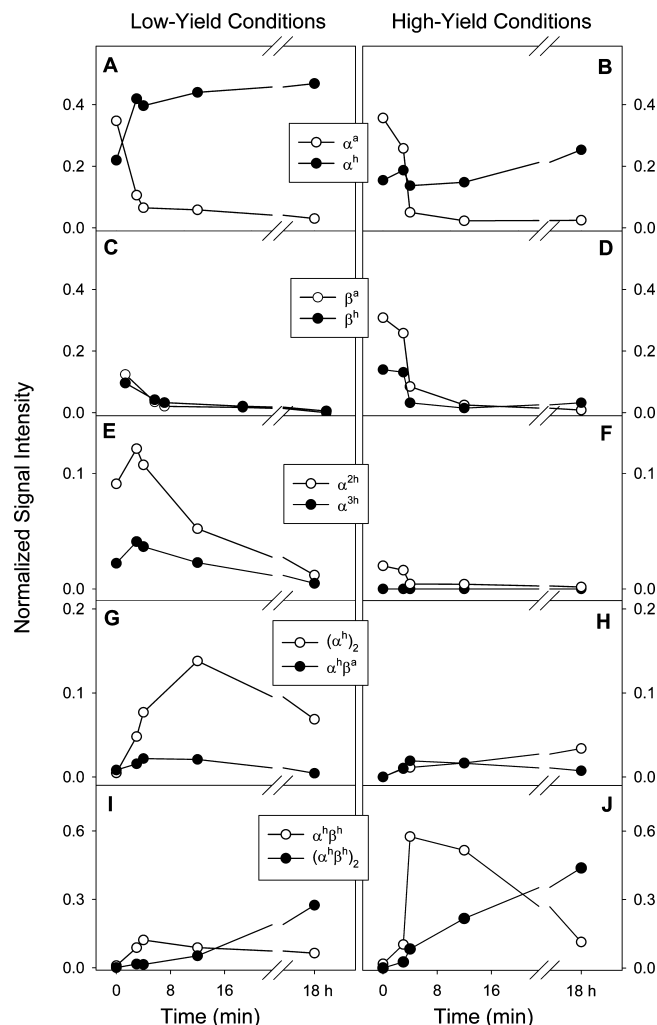 Low-Yield Conditions
High-Yield Conditions
A
B
0.4
0.4
αᵃ
αʰ
0.2
0.2
0.0
0.0
C
D
βᵃ
βʰ
0.4
0.4
0.2
0.2
0.0
0.0
E
F
α²ʰ
α³ʰ
0.1
0.1
0.0
0.0
0.2
0.2
G
H
(αʰ)₂
αʰβᵃ
0.1
0.1
0.0
0.0
I
J
αʰβʰ
(αʰβʰ)₂
0.6
0.6
0.3
0.3
0.0
0.0
Normalized Signal Intensity
0 8 16 18 h
0 8 16 18 h
Time (min)
Time (min)